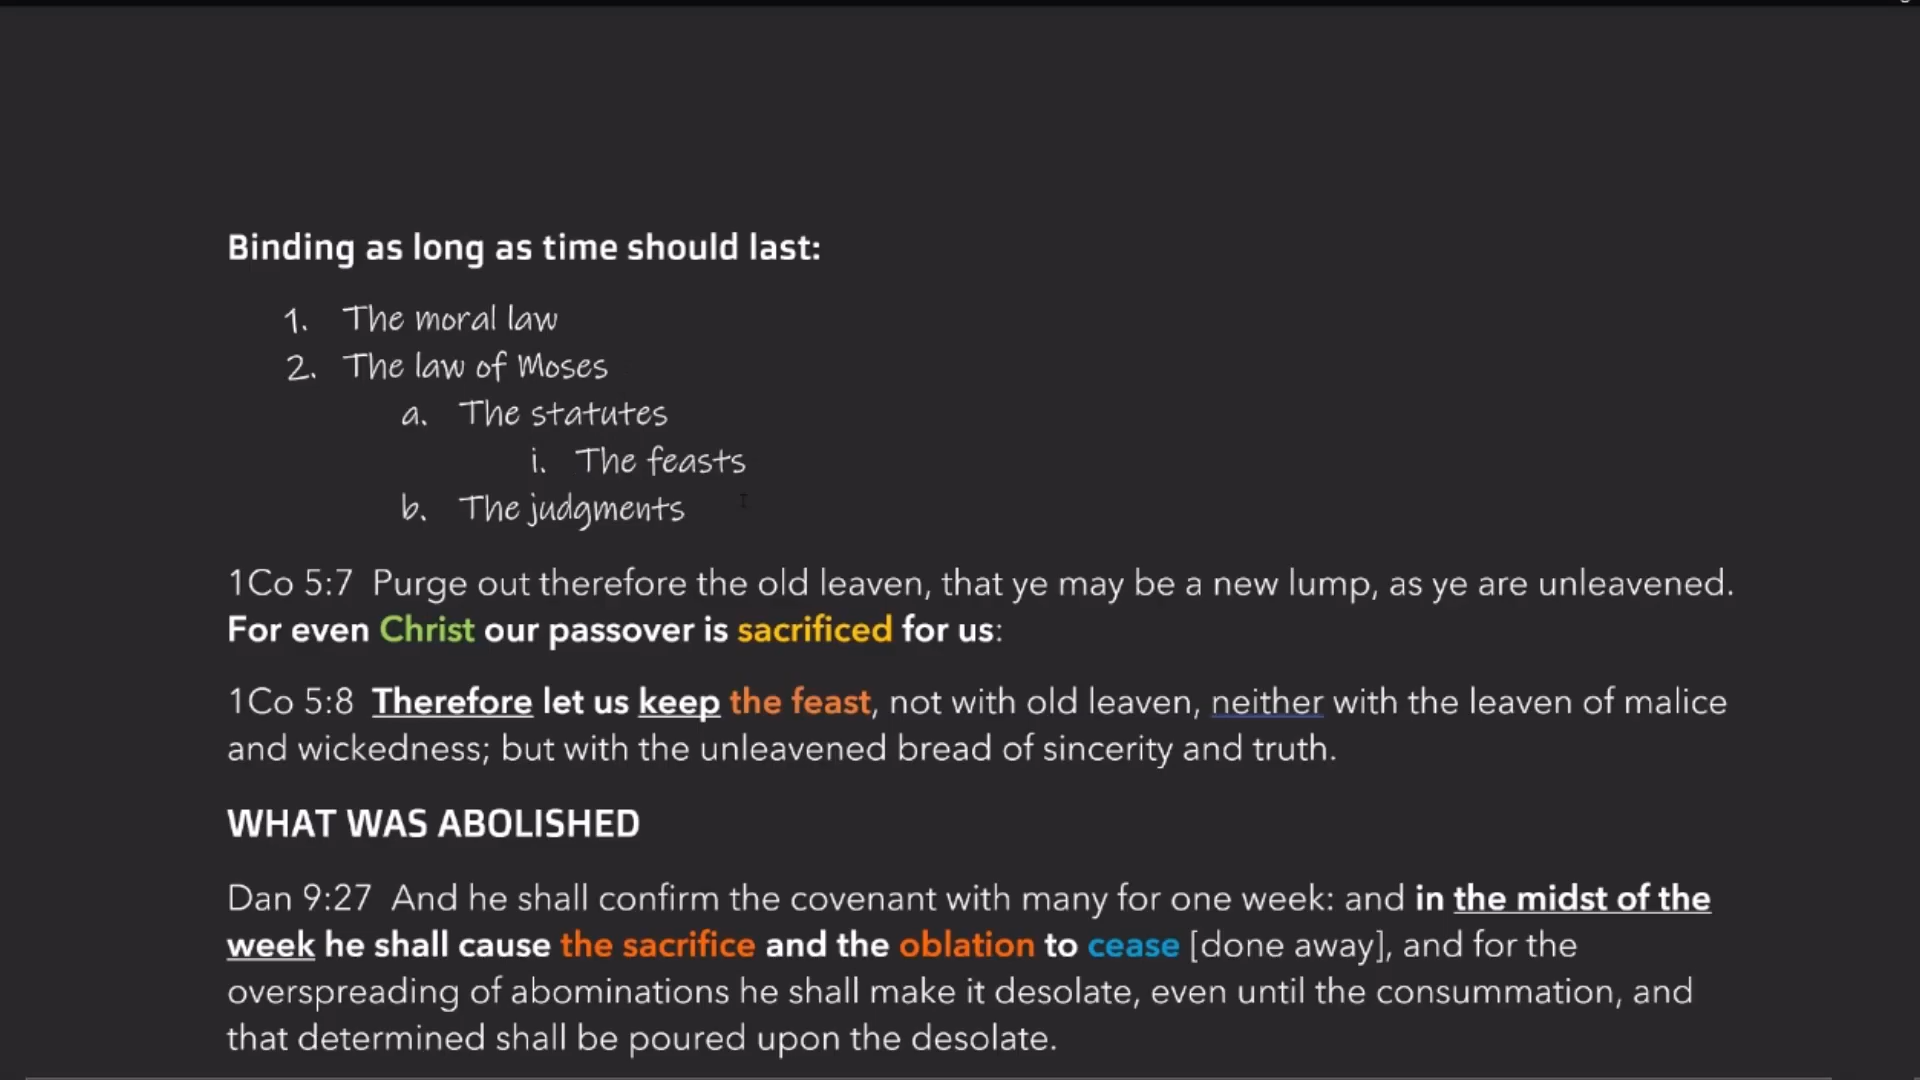 Binding as long as time should last:
1. The moral law
2. The law of Moses
a. The statutes
i. The feasts
b. The judgments
1Co 5:7 Purge out therefore the old leaven, that ye may be a new lump, as ye are unleavened.
For even Christ our passover is sacrificed for us:
1Co 5:8 Therefore let us keep the feast, not with old leaven, neither with the leaven of malice
and wickedness; but with the unleavened bread of sincerity and truth.
WHAT WAS ABOLISHED
Dan 9:27 And he shall confirm the covenant with many for one week: and in the midst of the
week he shall cause the sacrifice and the oblation to cease [done away], and for the
overspreading of abominations he shall make it desolate, even until the consummation, and
that determined shall be poured upon the desolate.